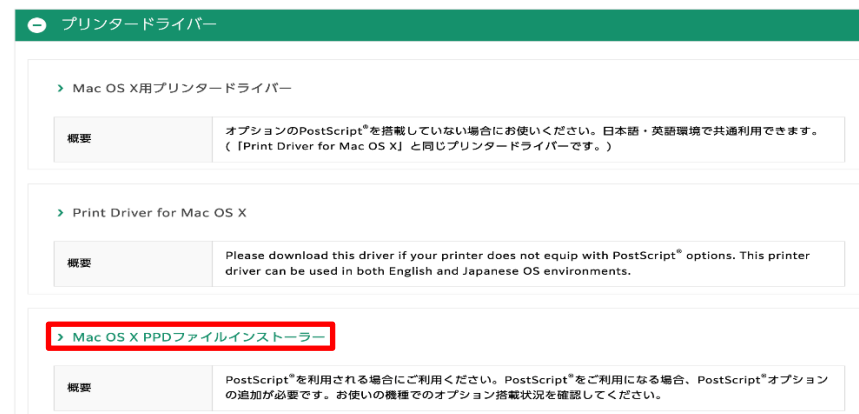 プリンタードライバー
Mac OS X用プリンタードライバー
概要
オプションのPostScript®を搭載していない場合にお使いください。日本語・英語環境で共通利用できます。
(「Print Driver for Mac OS X」と同じプリンタードライバーです。)
Print Driver for Mac OS X
概要
Please download this driver if your printer does not equip with PostScript® options. This printer
driver can be used in both English and Japanese OS environments.
Mac OS X PPDファイルインストーラー
概要
PostScript®を利用される場合にご利用ください。PostScript®をご利用になる場合、PostScript®オプション
の追加が必要です。お使いの機種でのオプション搭載状況を確認してください。